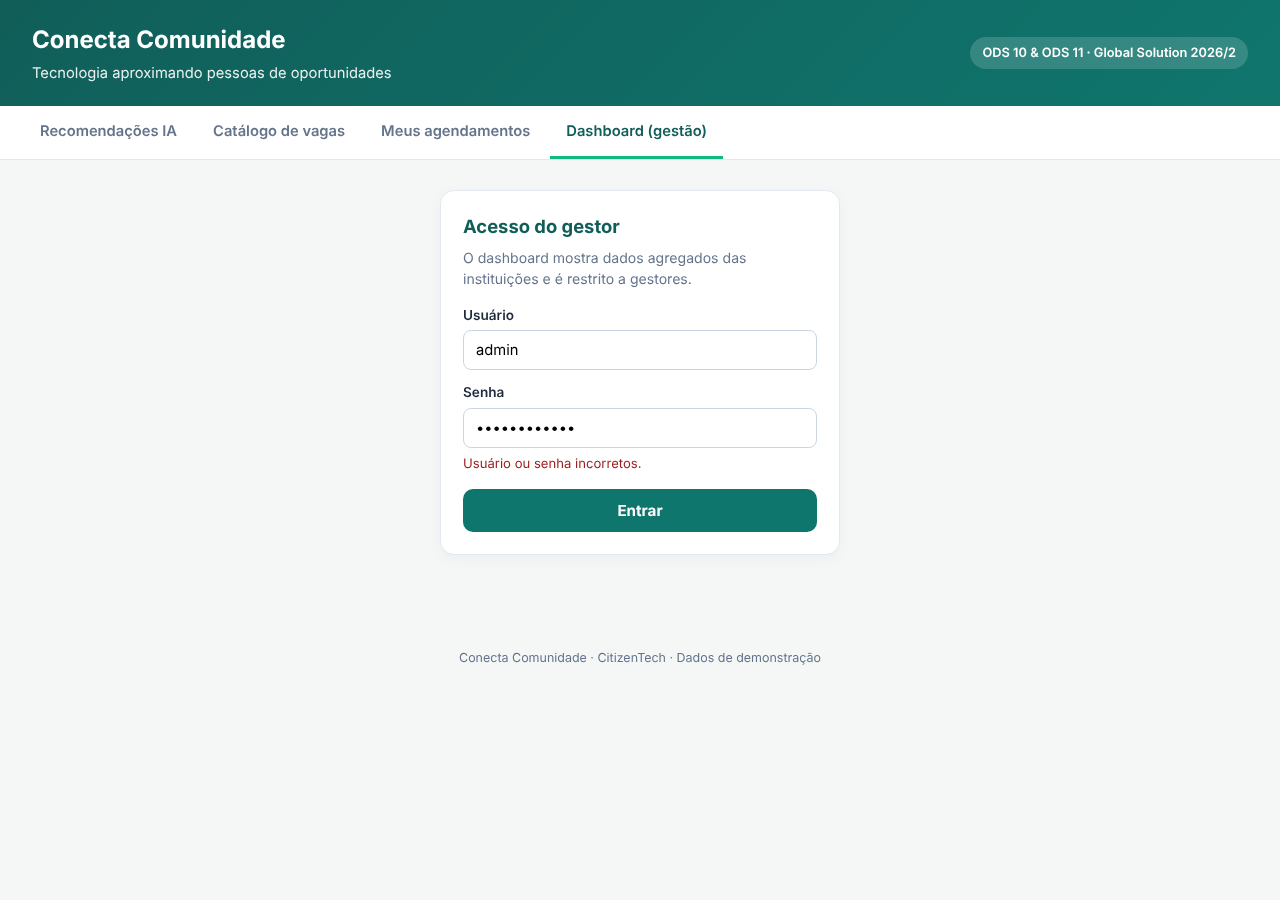 Conecta Comunidade
Tecnologia aproximando pessoas de oportunidades
ODS 10 & ODS 11 · Global Solution 2026/2
Recomendações IA
Catálogo de vagas
Meus agendamentos
Dashboard (gestão)
Acesso do gestor
O dashboard mostra dados agregados das
instituições e é restrito a gestores.
Usuário
admin
Senha
••••••••••••
Usuário ou senha incorretos.
Entrar
Conecta Comunidade · CitizenTech · Dados de demonstração